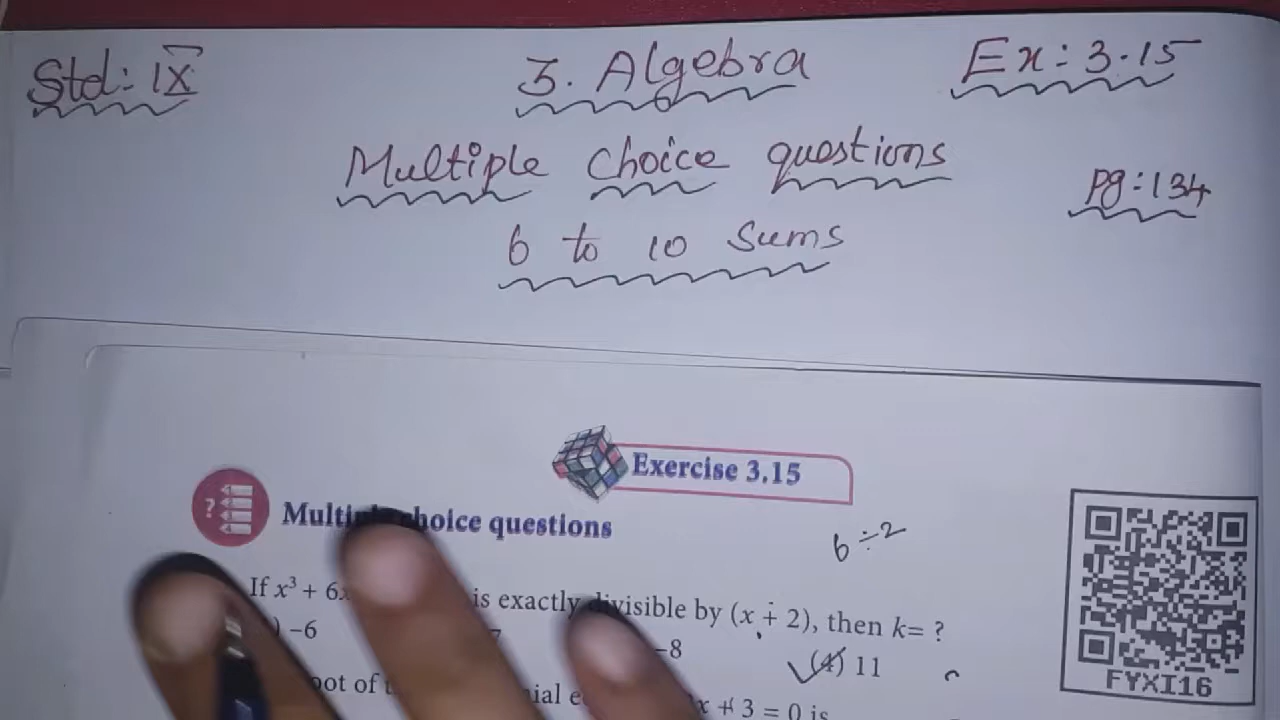 Std: IX 3. Algebra Ex: 3.15
Multiple choice questions
Pg: 134
6 to 10 Sums
Exercise 3.15
? Multiple choice questions
6 ÷ 2
If x³ + 6x is exactly divisible by (x + 2), then k= ?
) –6 –8 (4) 11
= 0 is
FYXI16